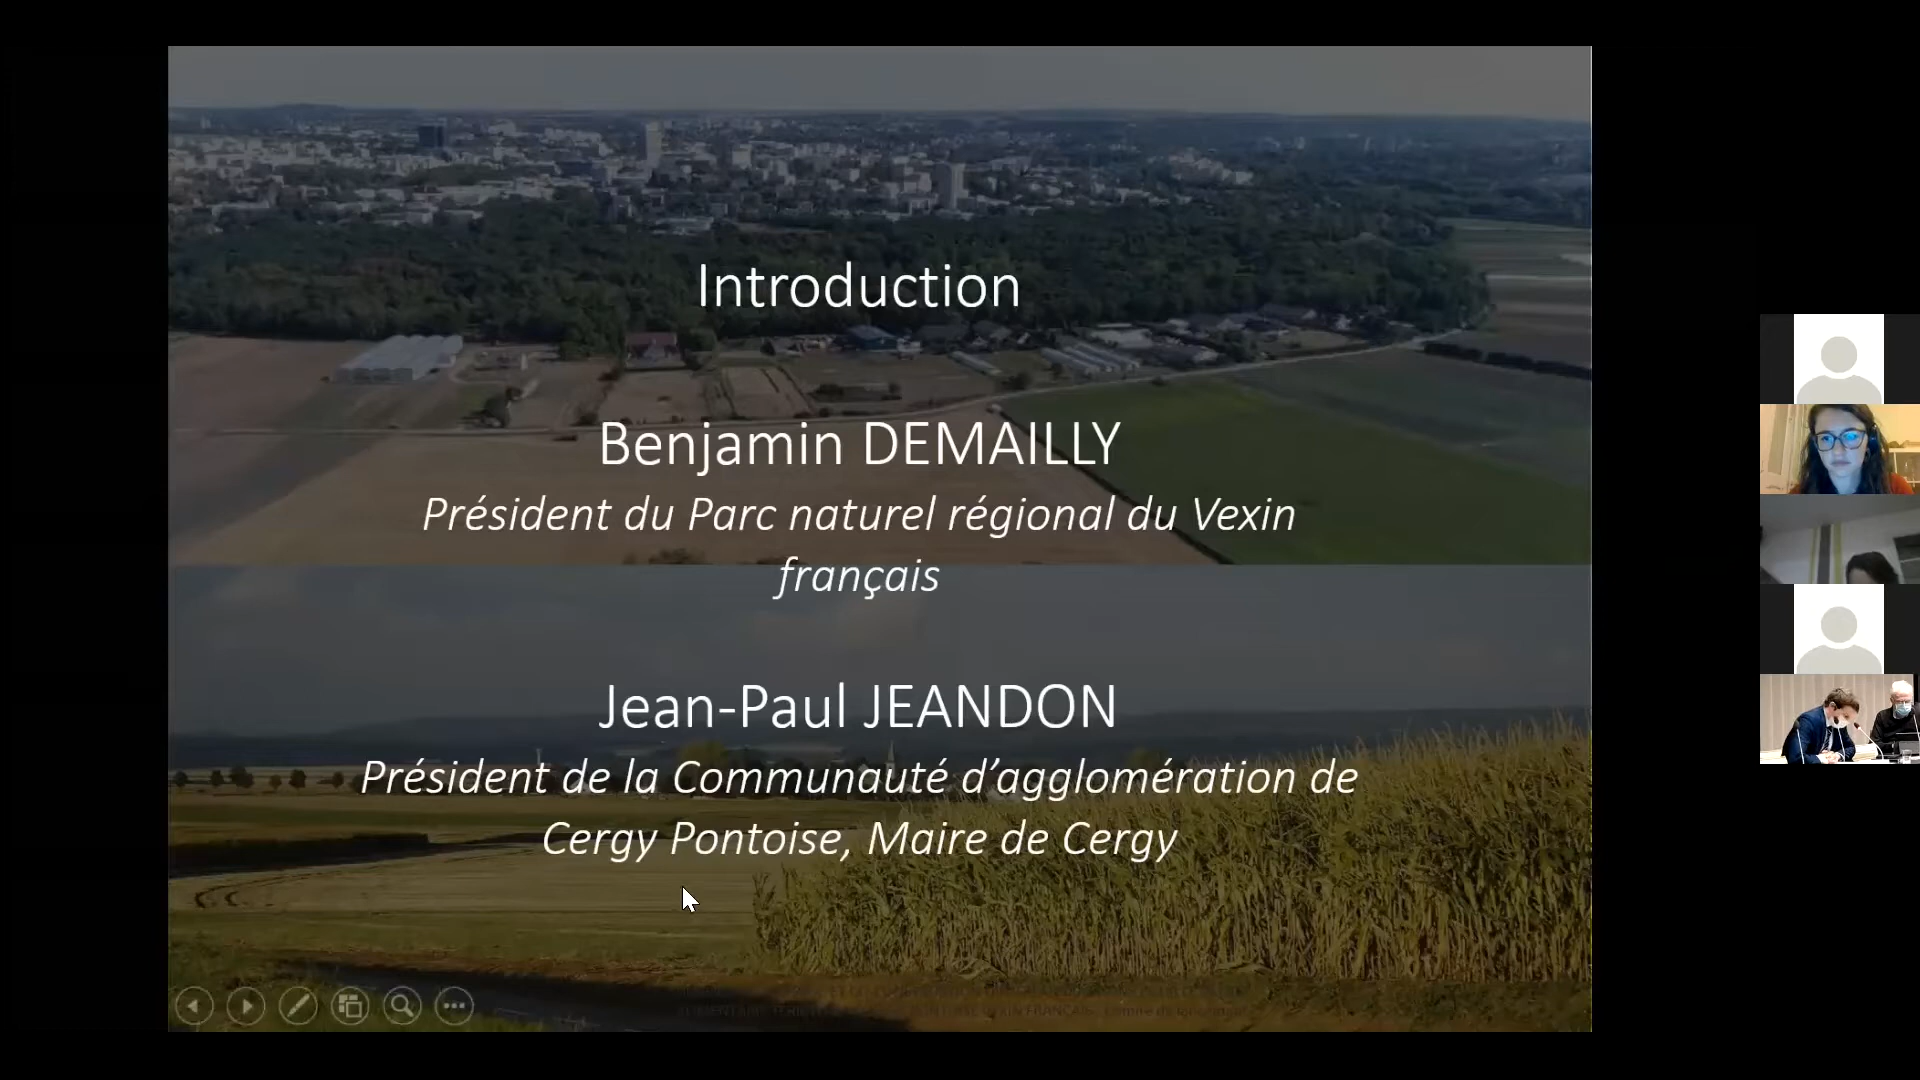 Introduction
Benjamin DEMAILLY
Président du Parc naturel régional du Vexin
français
Jean-Paul JEANDON
Président de la Communauté d’agglomération de
Cergy Pontoise, Maire de Cergy